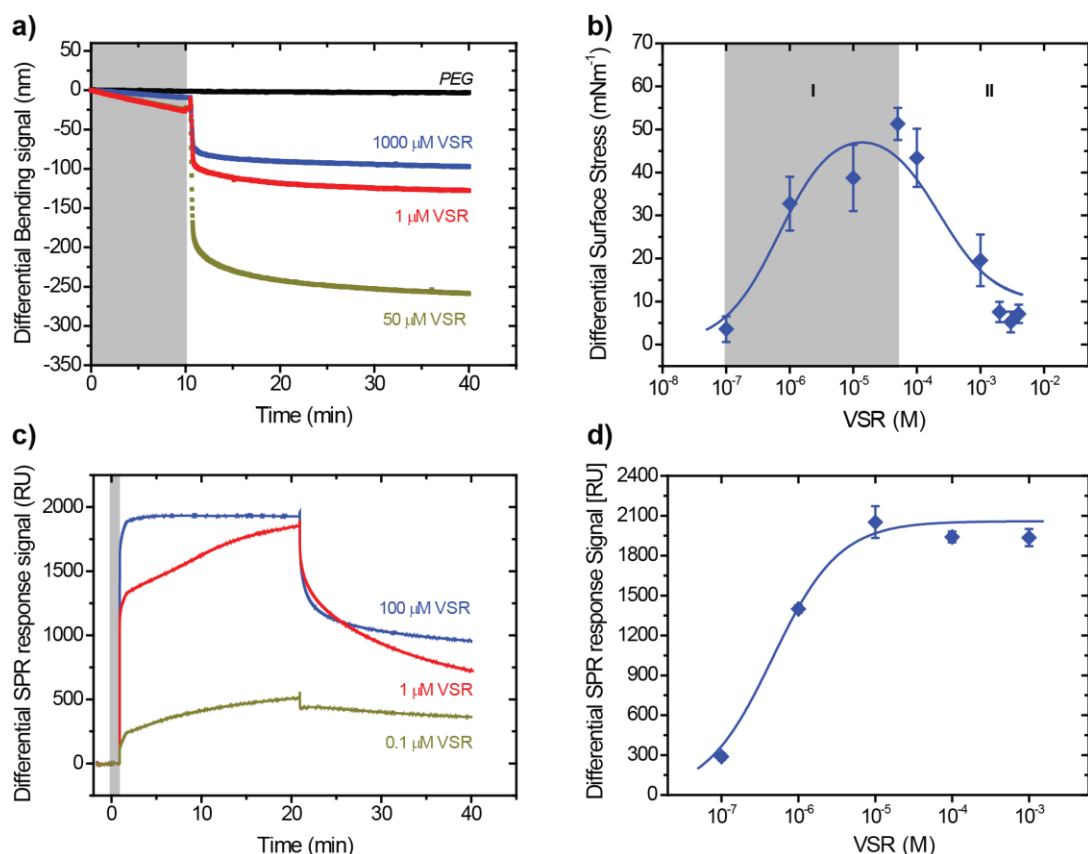 a)
Differential Bending signal (nm)
50
25
0
-25
-50
-75
-100
-150
-200
-250
-300
-350
PEG
1000 μM VSR
1 μM VSR
50 μM VSR
0 10 20 30 40
Time (min)
b)
Differential Surface Stress (mNm⁻¹)
70
60
50
40
30
20
10
0
I II
10⁻⁸ 10⁻⁷ 10⁻⁶ 10⁻⁵ 10⁻⁴ 10⁻³ 10⁻²
VSR (M)
c)
Differential SPR response signal (RU)
2000
1500
1000
500
0
100 μM VSR
1 μM VSR
0.1 μM VSR
0 10 20 30 40
Time (min)
d)
Differential SPR response Signal [RU]
2400
2100
1800
1500
1200
900
600
300
0
10⁻⁷ 10⁻⁶ 10⁻⁵ 10⁻⁴ 10⁻³
VSR (M)